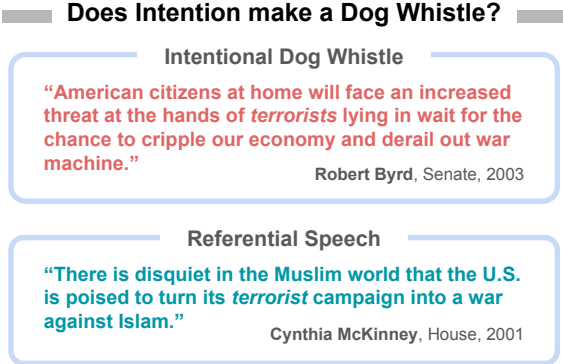 Does Intention make a Dog Whistle?
Intentional Dog Whistle
“American citizens at home will face an increased
threat at the hands of terrorists lying in wait for the
chance to cripple our economy and derail out war
machine.”
Robert Byrd, Senate, 2003
Referential Speech
“There is disquiet in the Muslim world that the U.S.
is poised to turn its terrorist campaign into a war
against Islam.”
Cynthia McKinney, House, 2001